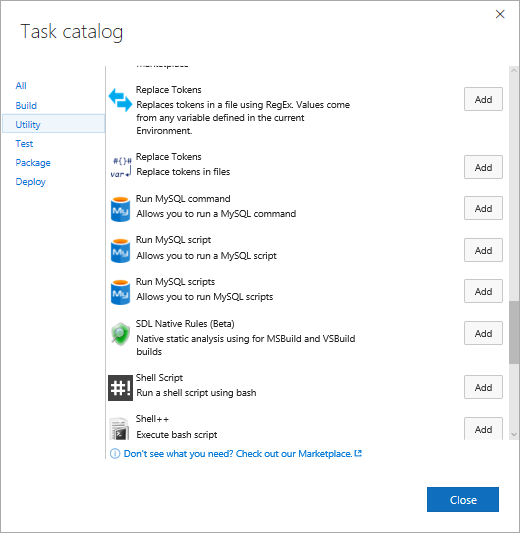 Task catalog
All
Build
Utility
Test
Package
Deploy
Marketplace
Replace Tokens
Replaces tokens in a file using RegEx. Values come
from any variable defined in the current
Environment.
Add
#{}#
var
Replace Tokens
Replace tokens in files
Add
My
Run MySQL command
Allows you to run a MySQL command
Add
My
Run MySQL script
Allows you to run a MySQL script
Add
My
Run MySQL scripts
Allows you to run MySQL scripts
Add
SDL Native Rules (Beta)
Native static analysis using for MSBuild and VSBuild
builds
Add
#!
Shell Script
Run a shell script using bash
Add
Shell++
Execute bash script
Add
Don't see what you need? Check out our Marketplace.
Close